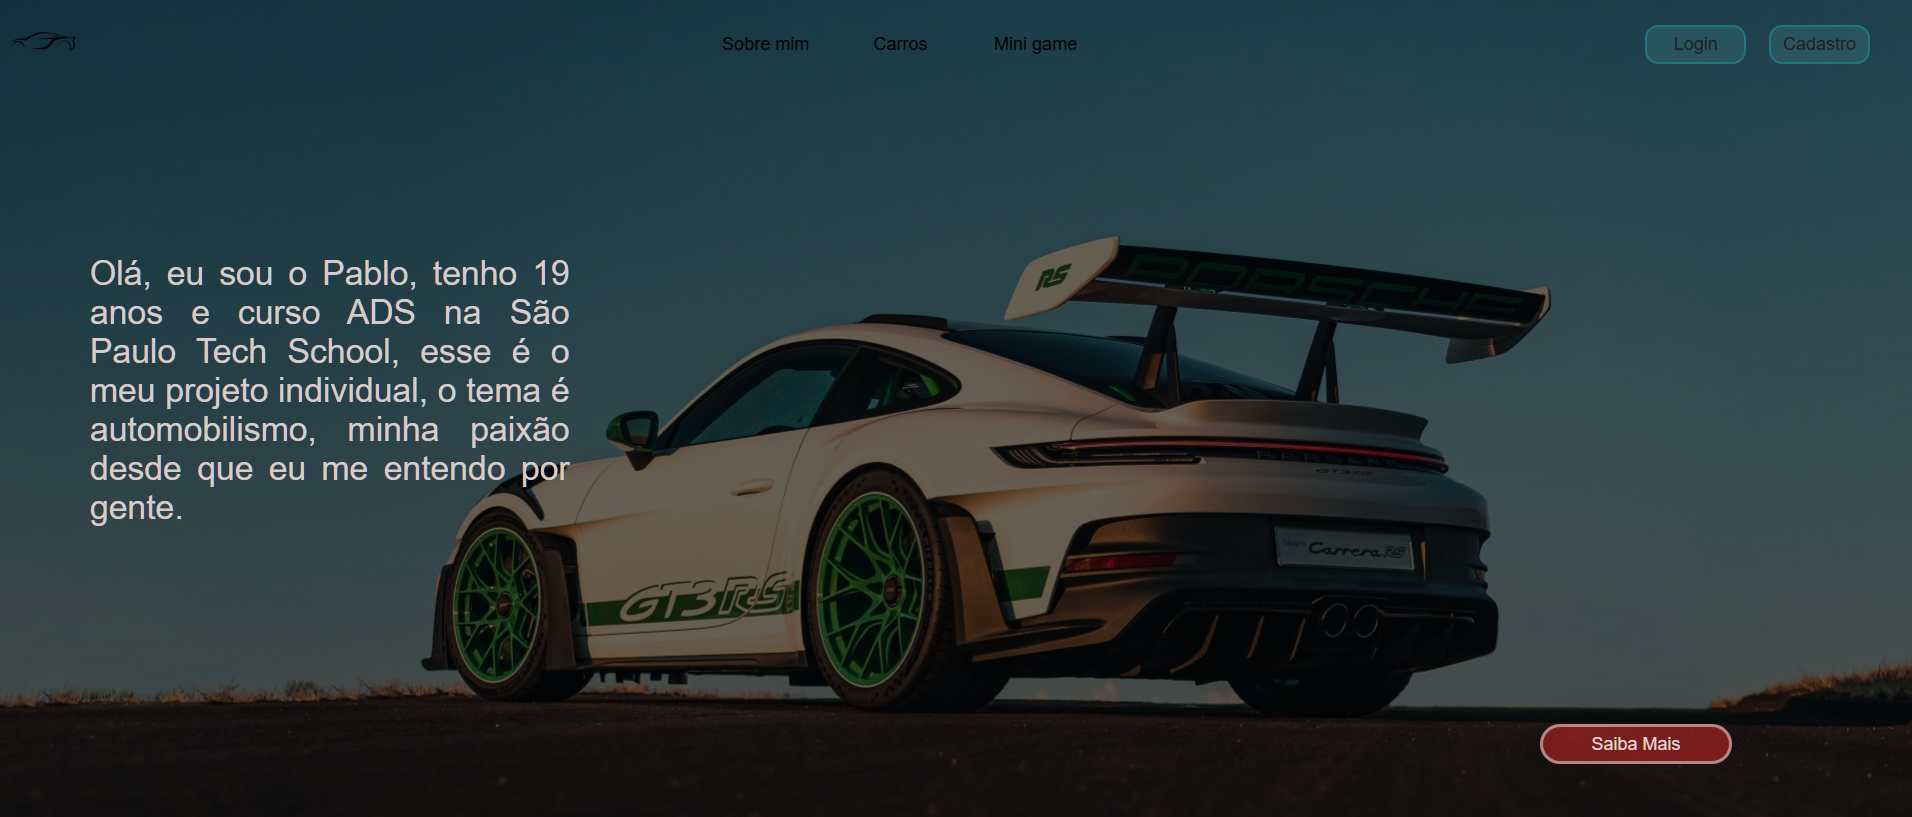 Sobre mim
Carros
Mini game
Login
Cadastro
Olá, eu sou o Pablo, tenho 19
anos e curso ADS na São
Paulo Tech School, esse é o
meu projeto individual, o tema é
automobilismo, minha paixão
desde que eu me entendo por
gente.
RS
PORSCHE
PORSCHE
GT3 RS
Carrera RS
GT3RS
Saiba Mais